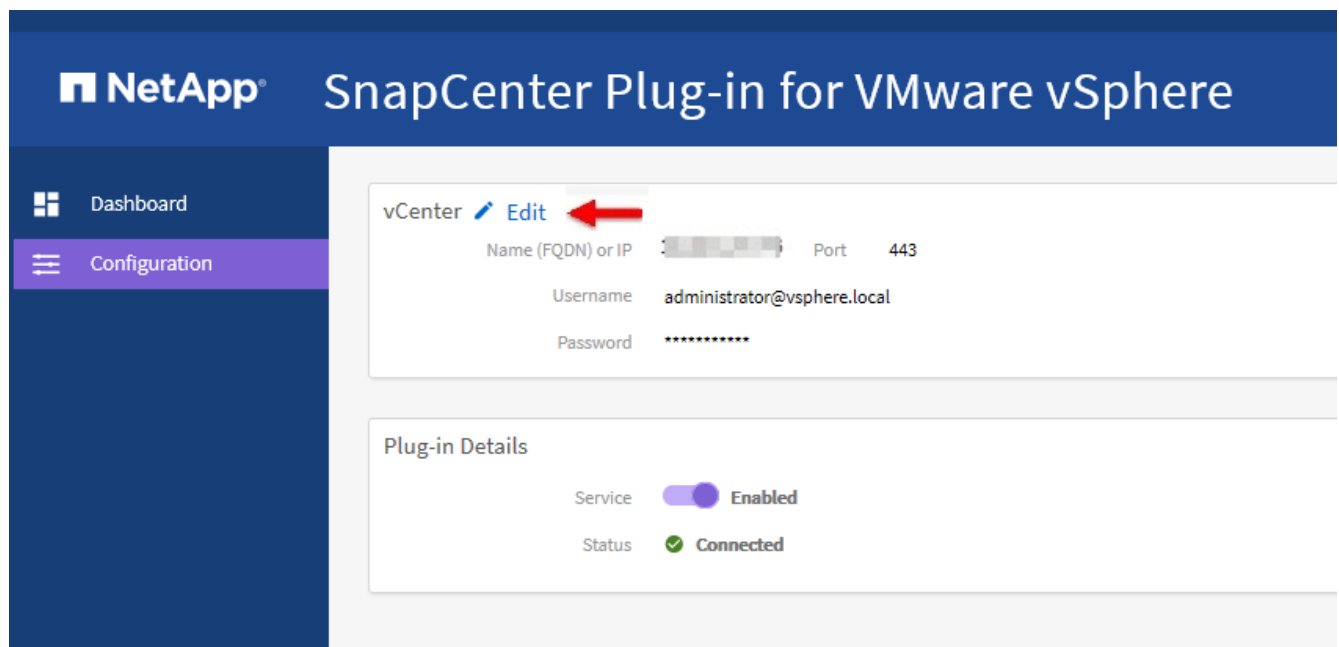 NetApp® SnapCenter Plug-in for VMware vSphere
Dashboard
Configuration
vCenter Edit
Name (FQDN) or IP Port 443
Username administrator@vsphere.local
Password ***********
Plug-in Details
Service Enabled
Status Connected